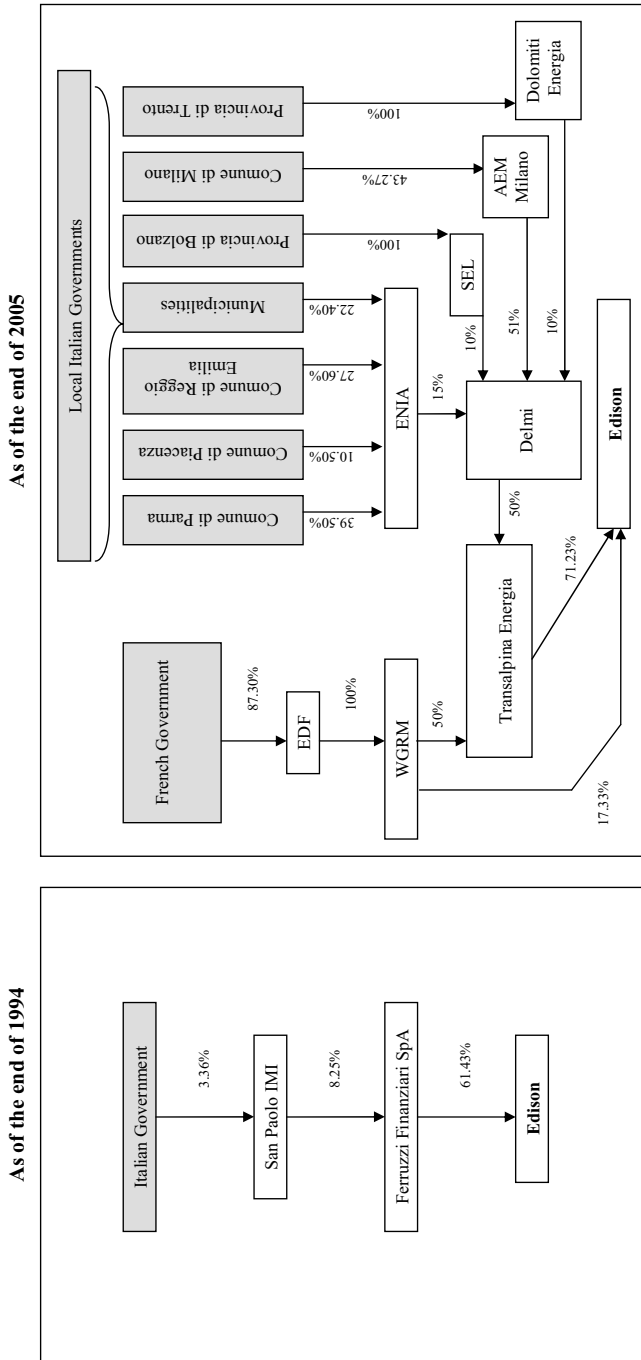 As of the end of 1994
Italian Government
3.36%
San Paolo IMI
8.25%
Ferruzzi Finanziari SpA
61.43%
Edison
As of the end of 2005
French Government
87.30%
EDF
100%
WGRM
50%
17.33%
Transalpina Energia
71.23%
Local Italian Governments
Comune di Parma
Comune di Piacenza
Comune di Reggio
Emilia
Municipalities
Provincia di Bolzano
Comune di Milano
Provincia di Trento
39.50%
10.50%
27.60%
22.40%
100%
43.27%
100%
ENIA
SEL
AEM
Milano
Dolomiti
Energia
15%
10%
51%
10%
Delmi
50%
Edison